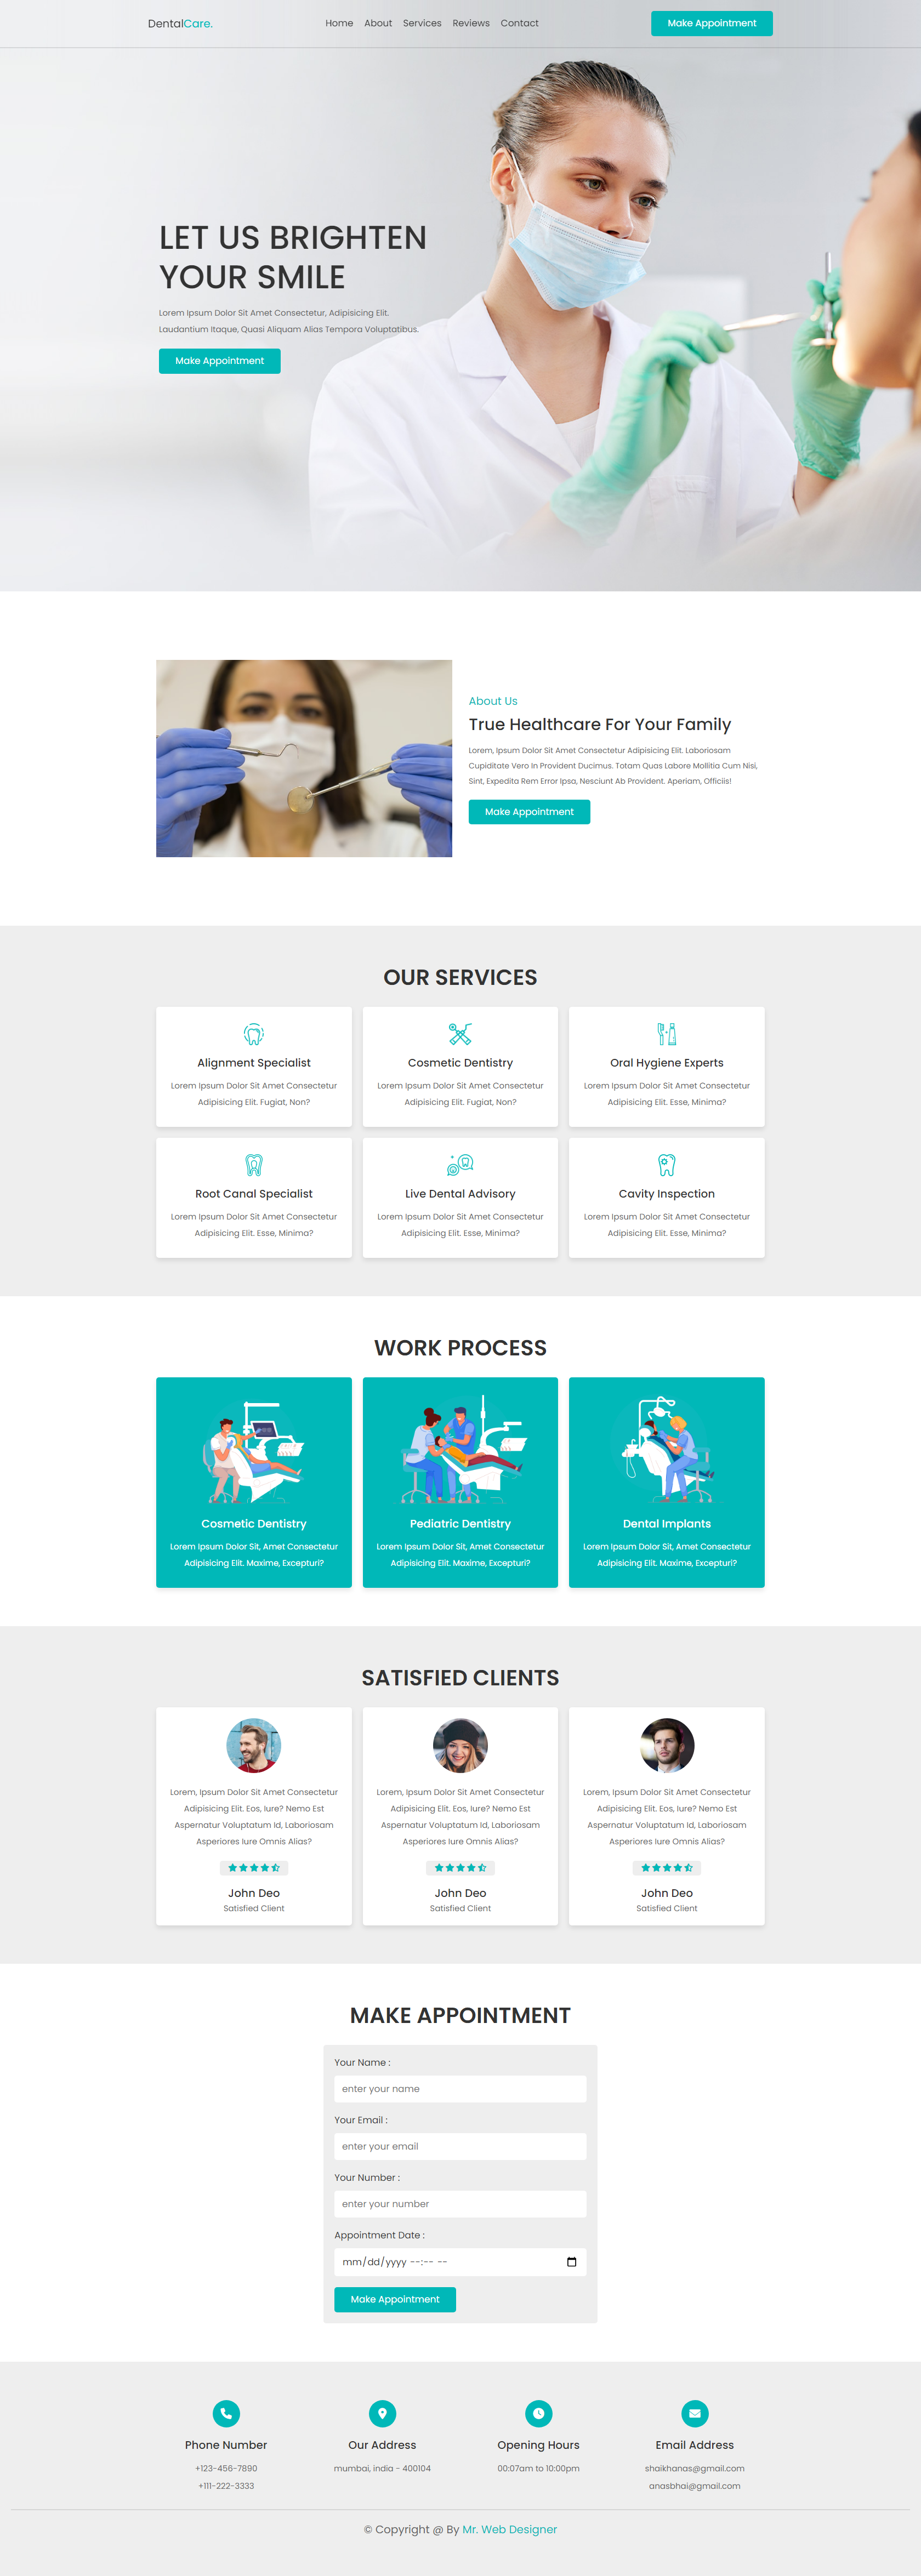 DentalCare.
Home About Services Reviews Contact
Make Appointment
LET US BRIGHTEN
YOUR SMILE
Lorem Ipsum Dolor Sit Amet Consectetur, Adipisicing Elit.
Laudantium Itaque, Quasi Aliquam Alias Tempora Voluptatibus.
Make Appointment
About Us
True Healthcare For Your Family
Lorem, Ipsum Dolor Sit Amet Consectetur Adipisicing Elit. Laboriosam
Cupiditate Vero In Provident Ducimus. Totam Quas Labore Mollitia Cum Nisi,
Sint, Expedita Rem Error Ipsa, Nesciunt Ab Provident. Aperiam, Officiis!
Make Appointment
OUR SERVICES
Alignment Specialist
Lorem Ipsum Dolor Sit Amet Consectetur
Adipisicing Elit. Fugiat, Non?
Cosmetic Dentistry
Lorem Ipsum Dolor Sit Amet Consectetur
Adipisicing Elit. Fugiat, Non?
Oral Hygiene Experts
Lorem Ipsum Dolor Sit Amet Consectetur
Adipisicing Elit. Esse, Minima?
Root Canal Specialist
Lorem Ipsum Dolor Sit Amet Consectetur
Adipisicing Elit. Esse, Minima?
Live Dental Advisory
Lorem Ipsum Dolor Sit Amet Consectetur
Adipisicing Elit. Esse, Minima?
Cavity Inspection
Lorem Ipsum Dolor Sit Amet Consectetur
Adipisicing Elit. Esse, Minima?
WORK PROCESS
Cosmetic Dentistry
Lorem Ipsum Dolor Sit, Amet Consectetur
Adipisicing Elit. Maxime, Excepturi?
Pediatric Dentistry
Lorem Ipsum Dolor Sit, Amet Consectetur
Adipisicing Elit. Maxime, Excepturi?
Dental Implants
Lorem Ipsum Dolor Sit, Amet Consectetur
Adipisicing Elit. Maxime, Excepturi?
SATISFIED CLIENTS
Lorem, Ipsum Dolor Sit Amet Consectetur
Adipisicing Elit. Eos, Iure? Nemo Est
Aspernatur Voluptatum Id, Laboriosam
Asperiores Iure Omnis Alias?
John Deo
Satisfied Client
Lorem, Ipsum Dolor Sit Amet Consectetur
Adipisicing Elit. Eos, Iure? Nemo Est
Aspernatur Voluptatum Id, Laboriosam
Asperiores Iure Omnis Alias?
John Deo
Satisfied Client
Lorem, Ipsum Dolor Sit Amet Consectetur
Adipisicing Elit. Eos, Iure? Nemo Est
Aspernatur Voluptatum Id, Laboriosam
Asperiores Iure Omnis Alias?
John Deo
Satisfied Client
MAKE APPOINTMENT
Your Name :
enter your name
Your Email :
enter your email
Your Number :
enter your number
Appointment Date :
mm/dd/yyyy --:-- --
Make Appointment
Phone Number
+123-456-7890
+111-222-3333
Our Address
mumbai, india - 400104
Opening Hours
00:07am to 10:00pm
Email Address
shaikhanas@gmail.com
anasbhai@gmail.com
© Copyright @ By Mr. Web Designer